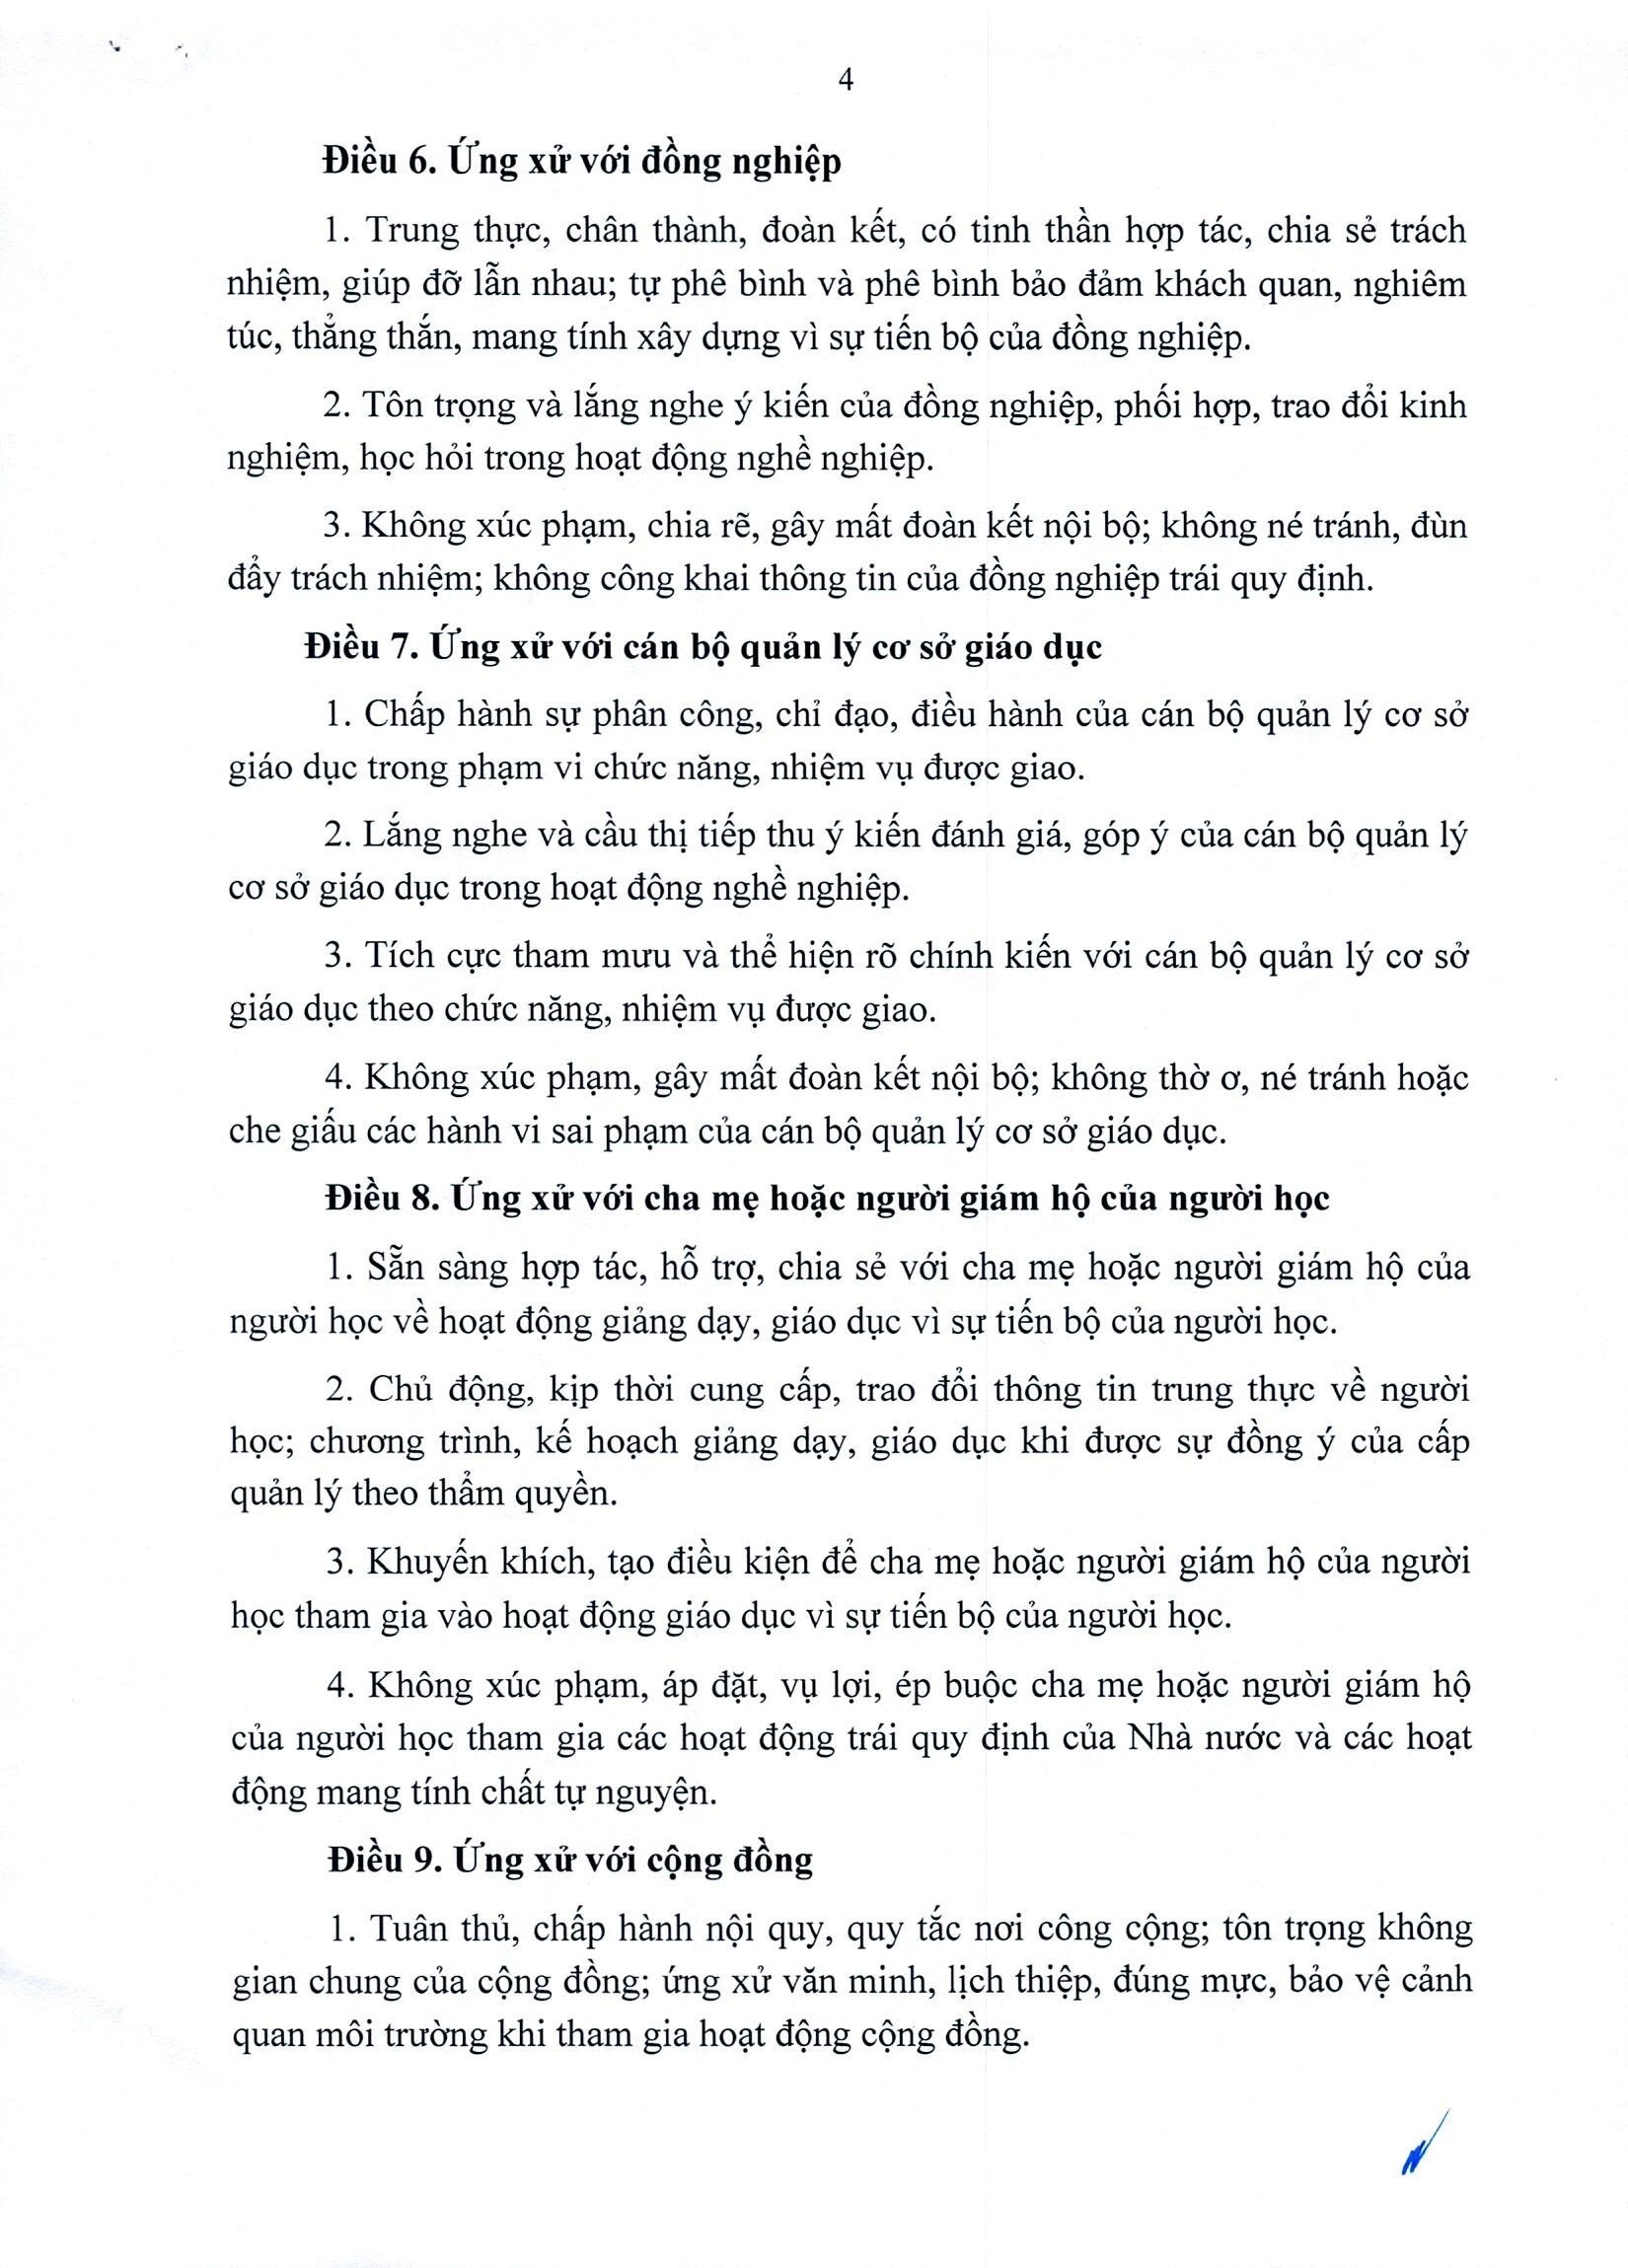 4
Điều 6. Ứng xử với đồng nghiệp
1. Trung thực, chân thành, đoàn kết, có tinh thần hợp tác, chia sẻ trách
nhiệm, giúp đỡ lẫn nhau; tự phê bình và phê bình bảo đảm khách quan, nghiêm
túc, thẳng thắn, mang tính xây dựng vì sự tiến bộ của đồng nghiệp.
2. Tôn trọng và lắng nghe ý kiến của đồng nghiệp, phối hợp, trao đổi kinh
nghiệm, học hỏi trong hoạt động nghề nghiệp.
3. Không xúc phạm, chia rẽ, gây mất đoàn kết nội bộ; không né tránh, đùn
đẩy trách nhiệm; không công khai thông tin của đồng nghiệp trái quy định.
Điều 7. Ứng xử với cán bộ quản lý cơ sở giáo dục
1. Chấp hành sự phân công, chỉ đạo, điều hành của cán bộ quản lý cơ sở
giáo dục trong phạm vi chức năng, nhiệm vụ được giao.
2. Lắng nghe và cầu thị tiếp thu ý kiến đánh giá, góp ý của cán bộ quản lý
cơ sở giáo dục trong hoạt động nghề nghiệp.
3. Tích cực tham mưu và thể hiện rõ chính kiến với cán bộ quản lý cơ sở
giáo dục theo chức năng, nhiệm vụ được giao.
4. Không xúc phạm, gây mất đoàn kết nội bộ; không thờ ơ, né tránh hoặc
che giấu các hành vi sai phạm của cán bộ quản lý cơ sở giáo dục.
Điều 8. Ứng xử với cha mẹ hoặc người giám hộ của người học
1. Sẵn sàng hợp tác, hỗ trợ, chia sẻ với cha mẹ hoặc người giám hộ của
người học về hoạt động giảng dạy, giáo dục vì sự tiến bộ của người học.
2. Chủ động, kịp thời cung cấp, trao đổi thông tin trung thực về người
học; chương trình, kế hoạch giảng dạy, giáo dục khi được sự đồng ý của cấp
quản lý theo thẩm quyền.
3. Khuyến khích, tạo điều kiện để cha mẹ hoặc người giám hộ của người
học tham gia vào hoạt động giáo dục vì sự tiến bộ của người học.
4. Không xúc phạm, áp đặt, vụ lợi, ép buộc cha mẹ hoặc người giám hộ
của người học tham gia các hoạt động trái quy định của Nhà nước và các hoạt
động mang tính chất tự nguyện.
Điều 9. Ứng xử với cộng đồng
1. Tuân thủ, chấp hành nội quy, quy tắc nơi công cộng; tôn trọng không
gian chung của cộng đồng; ứng xử văn minh, lịch thiệp, đúng mực, bảo vệ cảnh
quan môi trường khi tham gia hoạt động cộng đồng.